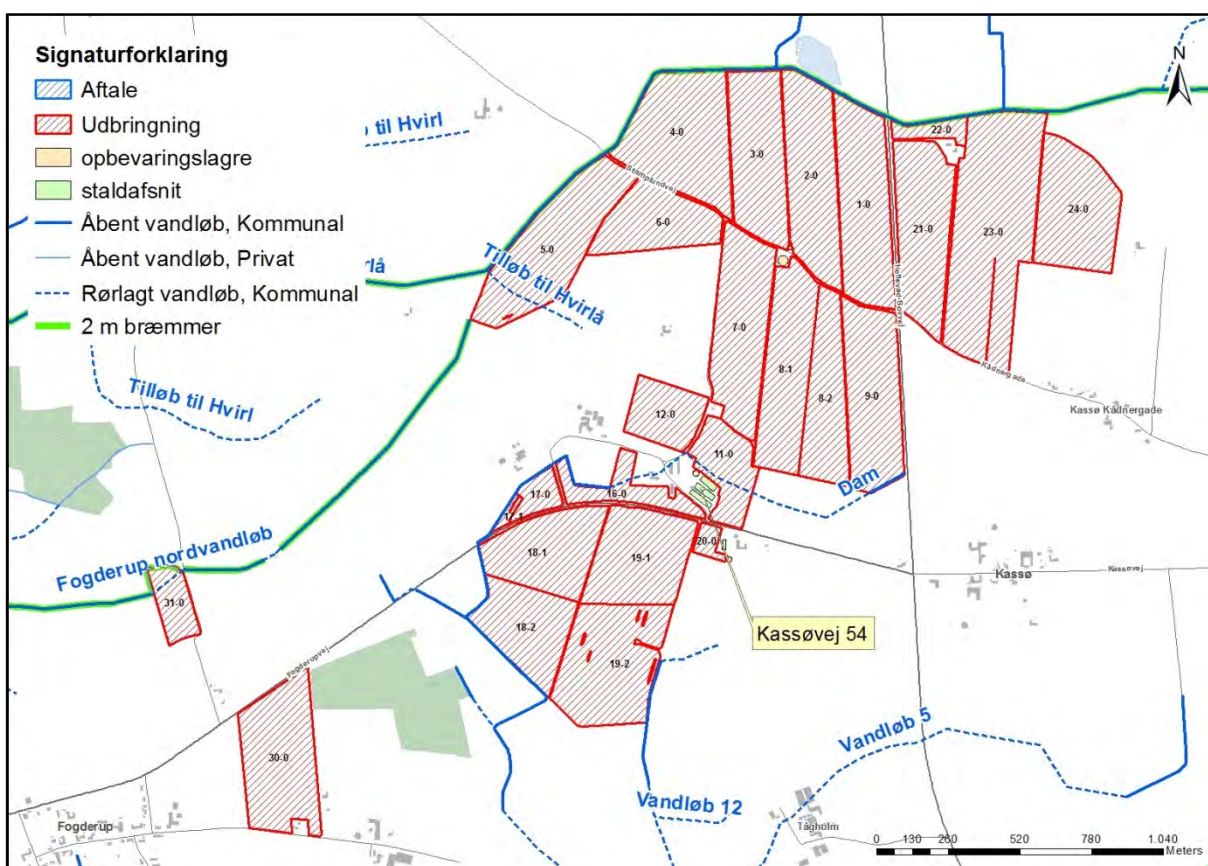 Signaturforklaring
Aftale
Udbringning
opbevaringslagre
staldafsnit
Åbent vandløb, Kommunal
Åbent vandløb, Privat
Rørlagt vandløb, Kommunal
2 m bræmmer
N
til Hvirl
rlå
4-0
3-0
2-0
1-0
22-0
21-0
23-0
24-0
5-0
6-0
Tilløb til Hvirlå
7-0
8-1
8-2
9-0
Kådnergade
Kassø Kådnergade
Tilløb til Hvirl
12-0
11-0
Dam
17-0
17-1
16-0
20-0
18-1
19-1
18-2
19-2
Fogderup nordvandløb
31-0
Kassø
Kassøvej
Kassøvej 54
Fogderupvej
30-0
Vandløb 5
Vandløb 12
Fogderup
Tågholm
0 130 260 520 780 1.040
Meters